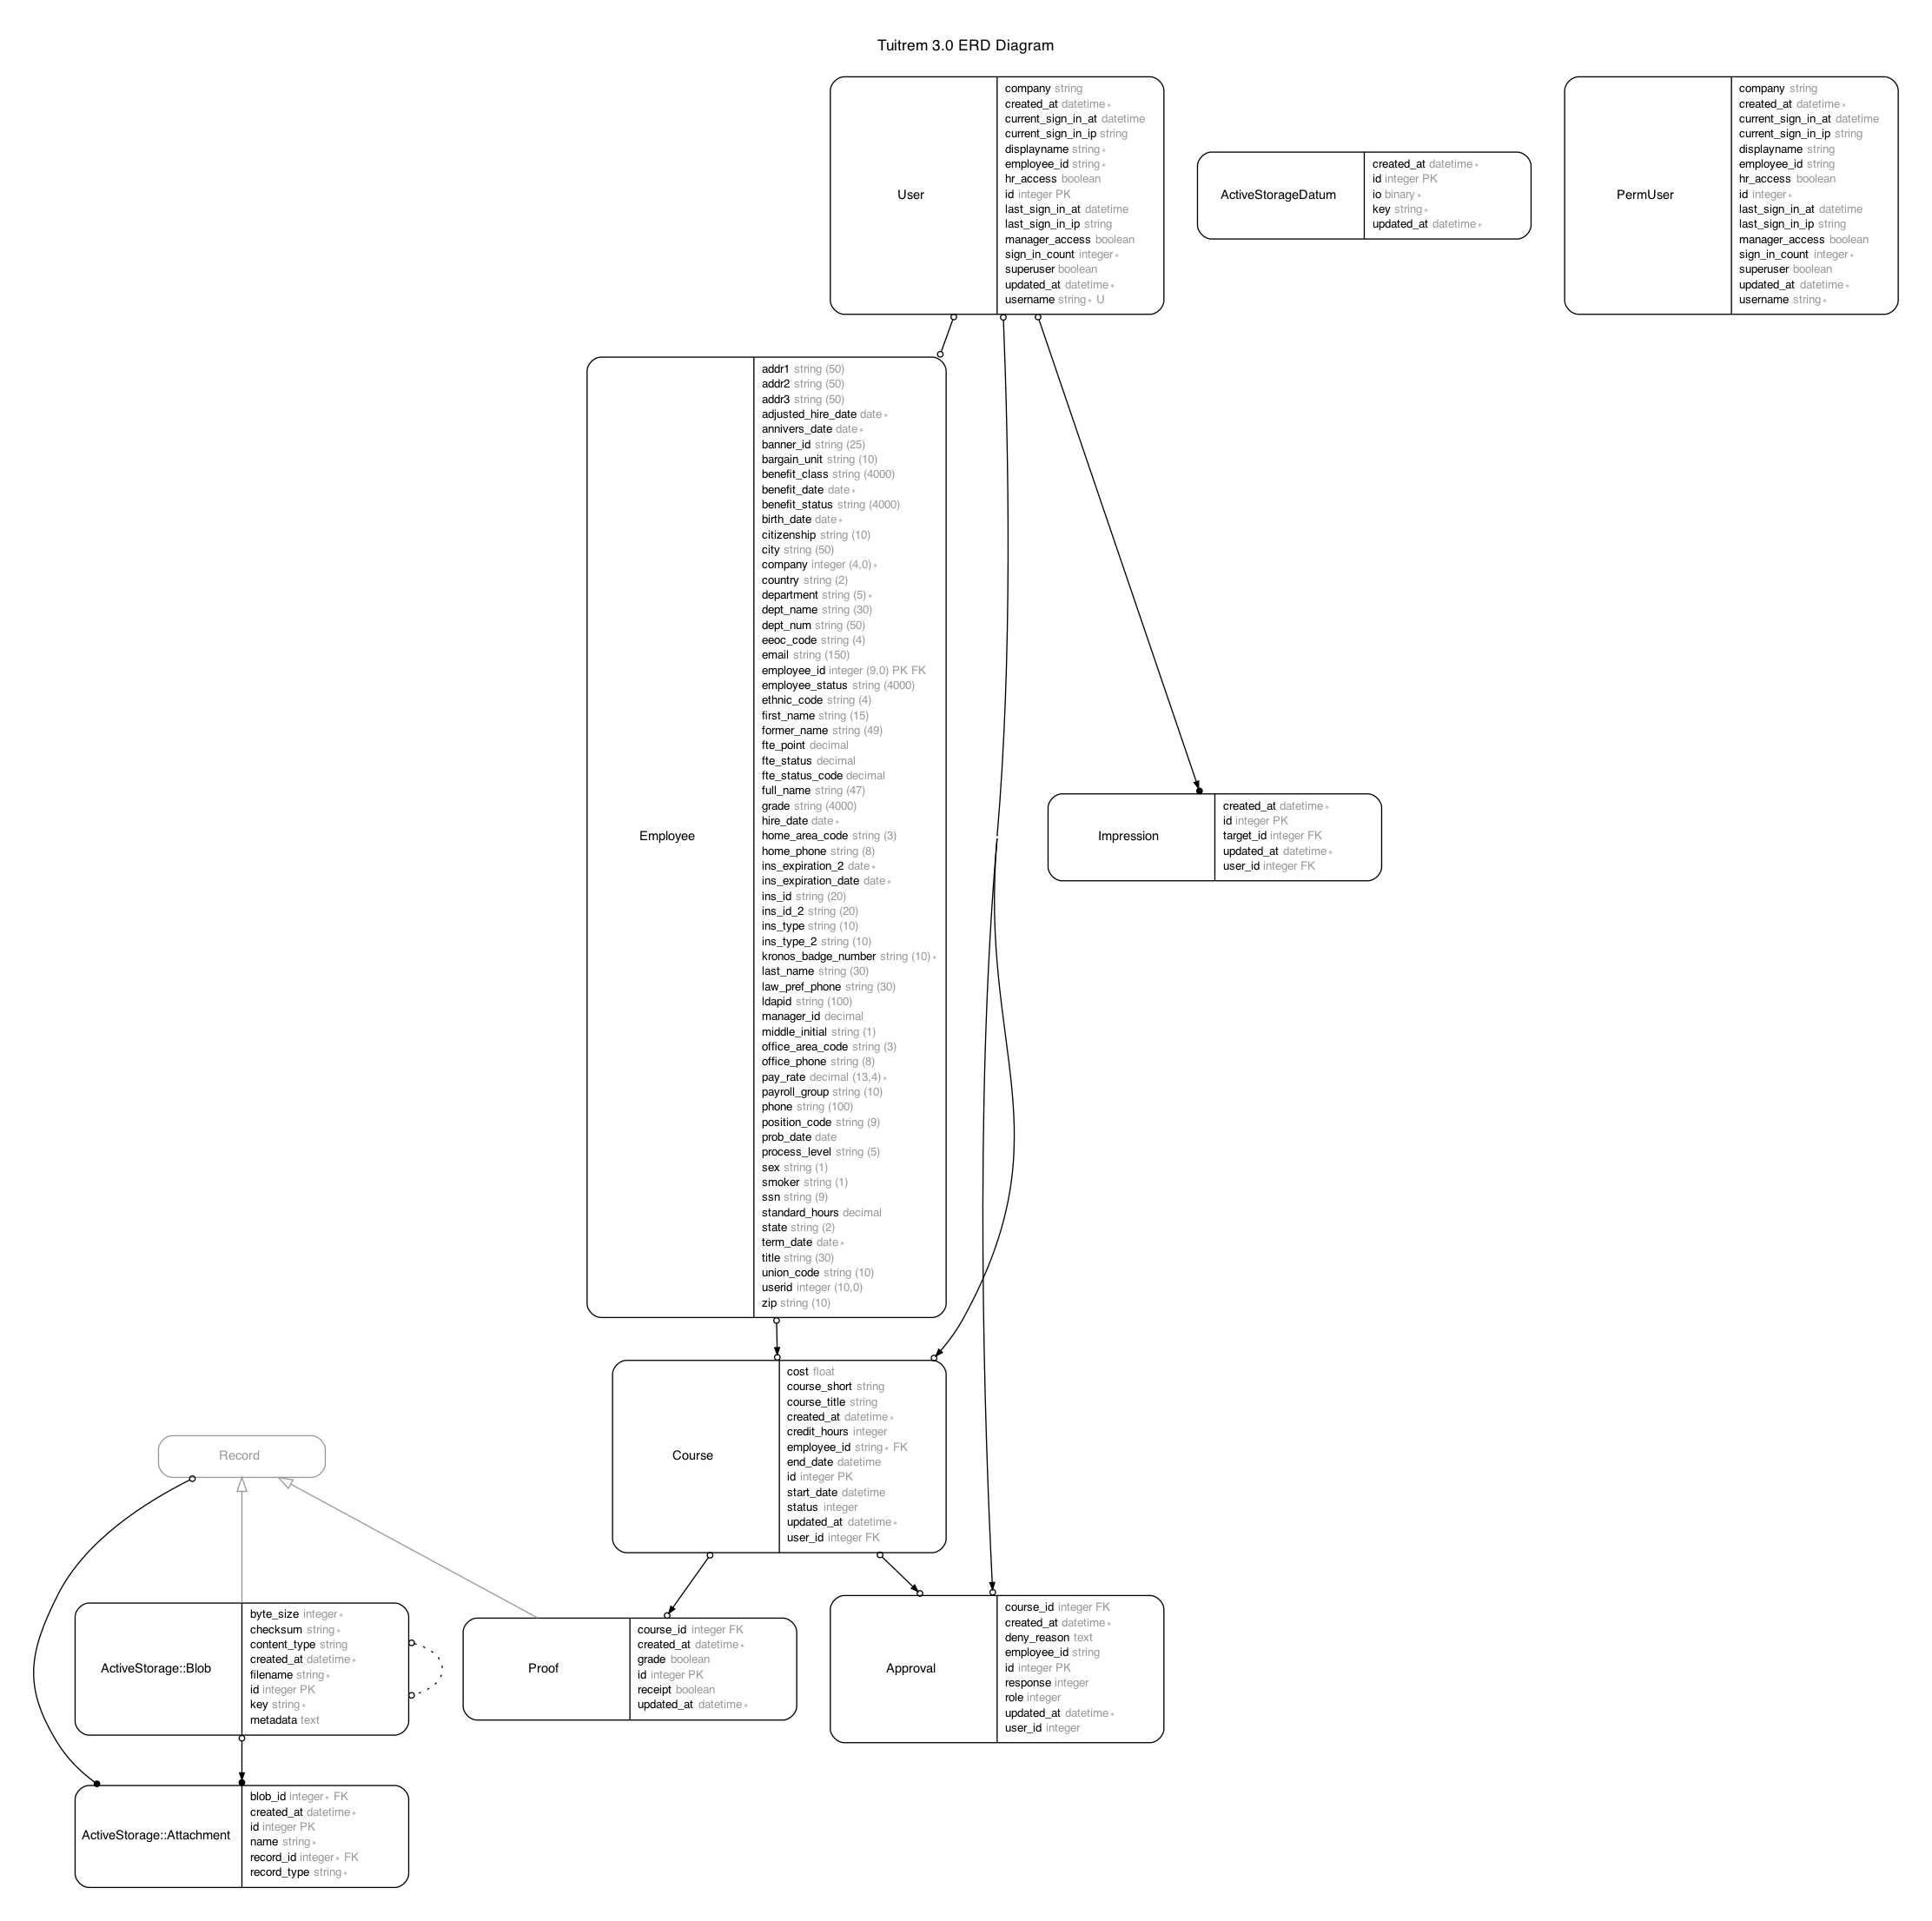 Tuitrem 3.0 ERD Diagram
User
company string
created_at datetime ∗
current_sign_in_at datetime
current_sign_in_ip string
displayname string ∗
employee_id string ∗
hr_access boolean
id integer PK
last_sign_in_at datetime
last_sign_in_ip string
manager_access boolean
sign_in_count integer ∗
superuser boolean
updated_at datetime ∗
username string ∗ U
ActiveStorageDatum
created_at datetime ∗
id integer PK
io binary ∗
key string ∗
updated_at datetime ∗
PermUser
company string
created_at datetime ∗
current_sign_in_at datetime
current_sign_in_ip string
displayname string
employee_id string
hr_access boolean
id integer ∗
last_sign_in_at datetime
last_sign_in_ip string
manager_access boolean
sign_in_count integer ∗
superuser boolean
updated_at datetime ∗
username string ∗
Employee
addr1 string (50)
addr2 string (50)
addr3 string (50)
adjusted_hire_date date ∗
annivers_date date ∗
banner_id string (25)
bargain_unit string (10)
benefit_class string (4000)
benefit_date date ∗
benefit_status string (4000)
birth_date date ∗
citizenship string (10)
city string (50)
company integer (4,0) ∗
country string (2)
department string (5) ∗
dept_name string (30)
dept_num string (50)
eeoc_code string (4)
email string (150)
employee_id integer (9,0) PK FK
employee_status string (4000)
ethnic_code string (4)
first_name string (15)
former_name string (49)
fte_point decimal
fte_status decimal
fte_status_code decimal
full_name string (47)
grade string (4000)
hire_date date ∗
home_area_code string (3)
home_phone string (8)
ins_expiration_2 date ∗
ins_expiration_date date ∗
ins_id string (20)
ins_id_2 string (20)
ins_type string (10)
ins_type_2 string (10)
kronos_badge_number string (10) ∗
last_name string (30)
law_pref_phone string (30)
ldapid string (100)
manager_id decimal
middle_initial string (1)
office_area_code string (3)
office_phone string (8)
pay_rate decimal (13,4) ∗
payroll_group string (10)
phone string (100)
position_code string (9)
prob_date date
process_level string (5)
sex string (1)
smoker string (1)
ssn string (9)
standard_hours decimal
state string (2)
term_date date ∗
title string (30)
union_code string (10)
userid integer (10,0)
zip string (10)
Impression
created_at datetime ∗
id integer PK
target_id integer FK
updated_at datetime ∗
user_id integer FK
Course
cost float
course_short string
course_title string
created_at datetime ∗
credit_hours integer
employee_id string ∗ FK
end_date datetime
id integer PK
start_date datetime
status integer
updated_at datetime ∗
user_id integer FK
Record
ActiveStorage::Blob
byte_size integer ∗
checksum string ∗
content_type string
created_at datetime ∗
filename string ∗
id integer PK
key string ∗
metadata text
Proof
course_id integer FK
created_at datetime ∗
grade boolean
id integer PK
receipt boolean
updated_at datetime ∗
Approval
course_id integer FK
created_at datetime ∗
deny_reason text
employee_id string
id integer PK
response integer
role integer
updated_at datetime ∗
user_id integer
ActiveStorage::Attachment
blob_id integer ∗ FK
created_at datetime ∗
id integer PK
name string ∗
record_id integer ∗ FK
record_type string ∗